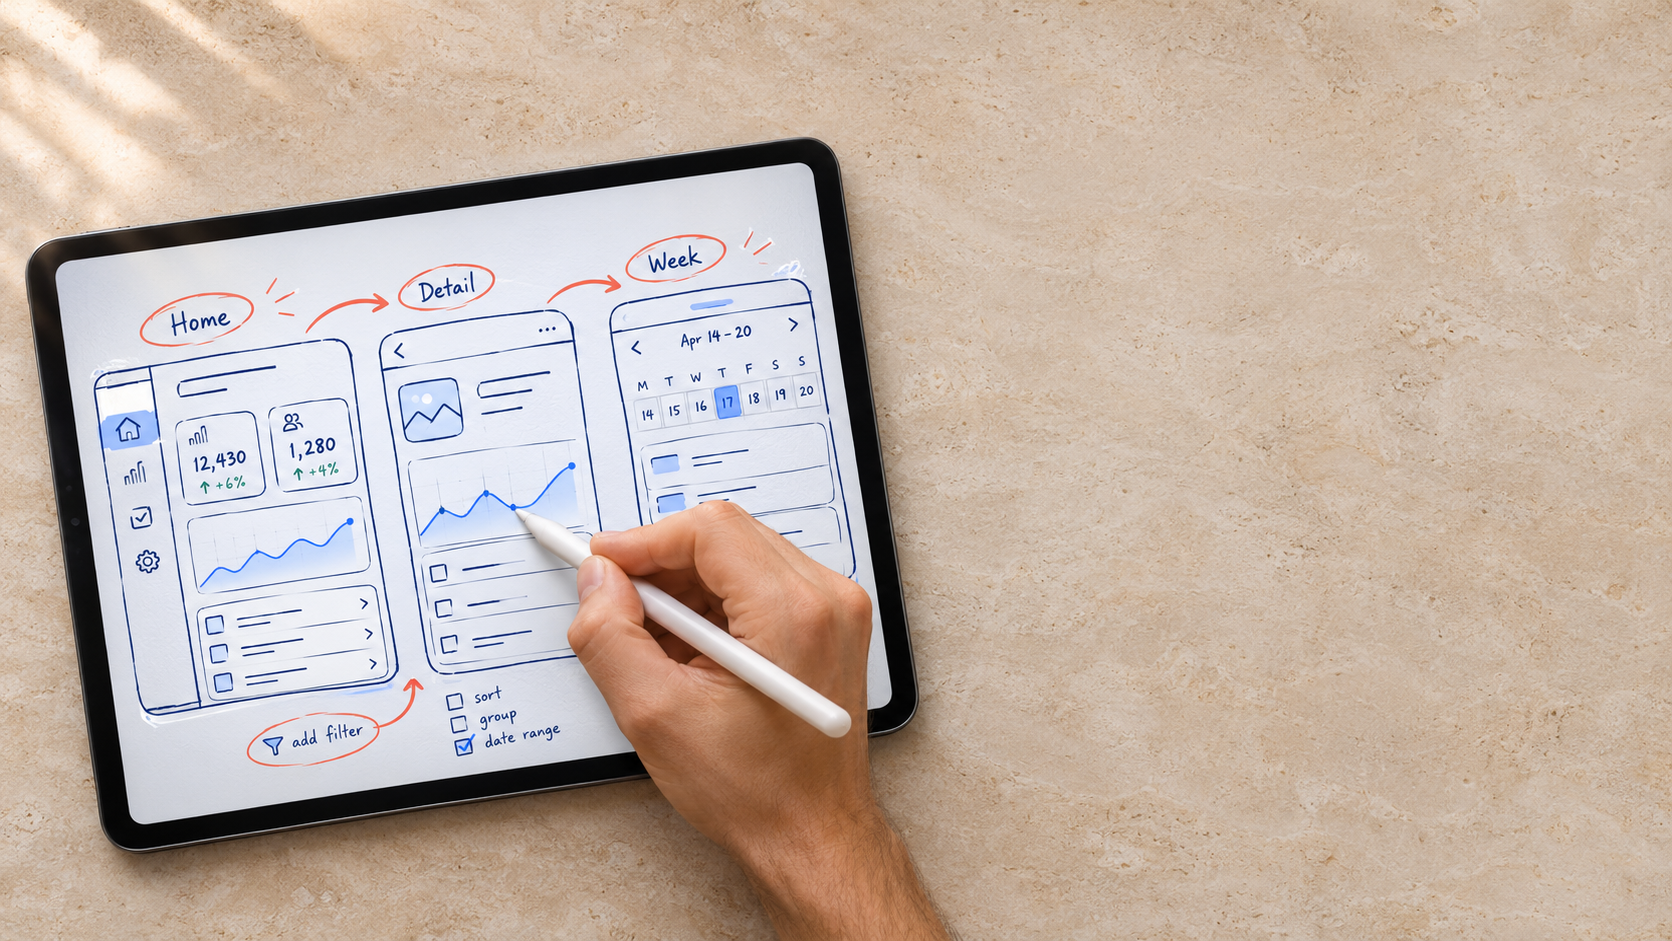 Home
Detail
Week
12,430
↑ +6%
1,280
↑ +4%
Apr 14 – 20
M T W T F S S
14 15 16 17 18 19 20
add filter
sort
group
date range